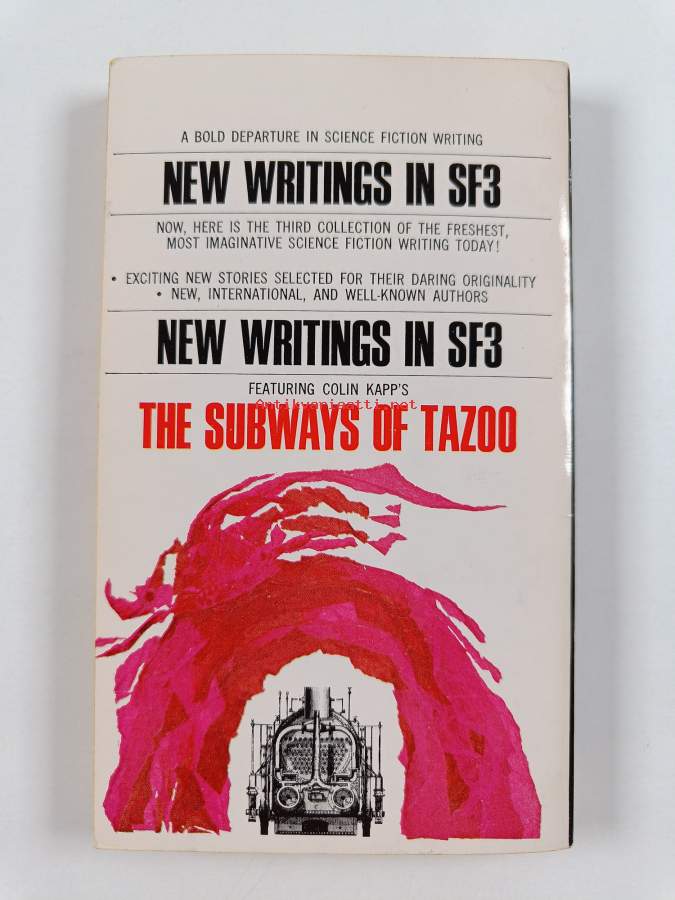 A BOLD DEPARTURE IN SCIENCE FICTION WRITING
NEW WRITINGS IN SF3
NOW, HERE IS THE THIRD COLLECTION OF THE FRESHEST,
MOST IMAGINATIVE SCIENCE FICTION WRITING TODAY!
• EXCITING NEW STORIES SELECTED FOR THEIR DARING ORIGINALITY
• NEW, INTERNATIONAL, AND WELL-KNOWN AUTHORS
NEW WRITINGS IN SF3
FEATURING COLIN KAPP'S
antikvariaatti.net
THE SUBWAYS OF TAZOO